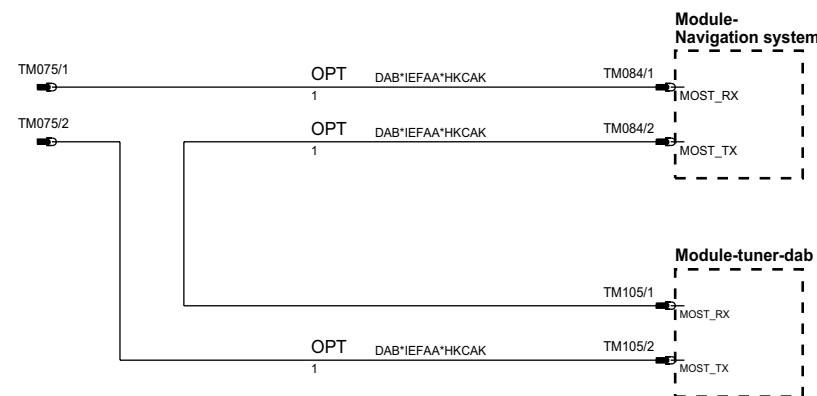 Module-
Navigation system
TM075/1
OPT
DAB*IEFAA*HKCAK
TM084/1
1
MOST_RX
TM075/2
OPT
DAB*IEFAA*HKCAK
TM084/2
1
MOST_TX
Module-tuner-dab
TM105/1
MOST_RX
OPT
DAB*IEFAA*HKCAK
TM105/2
1
MOST_TX